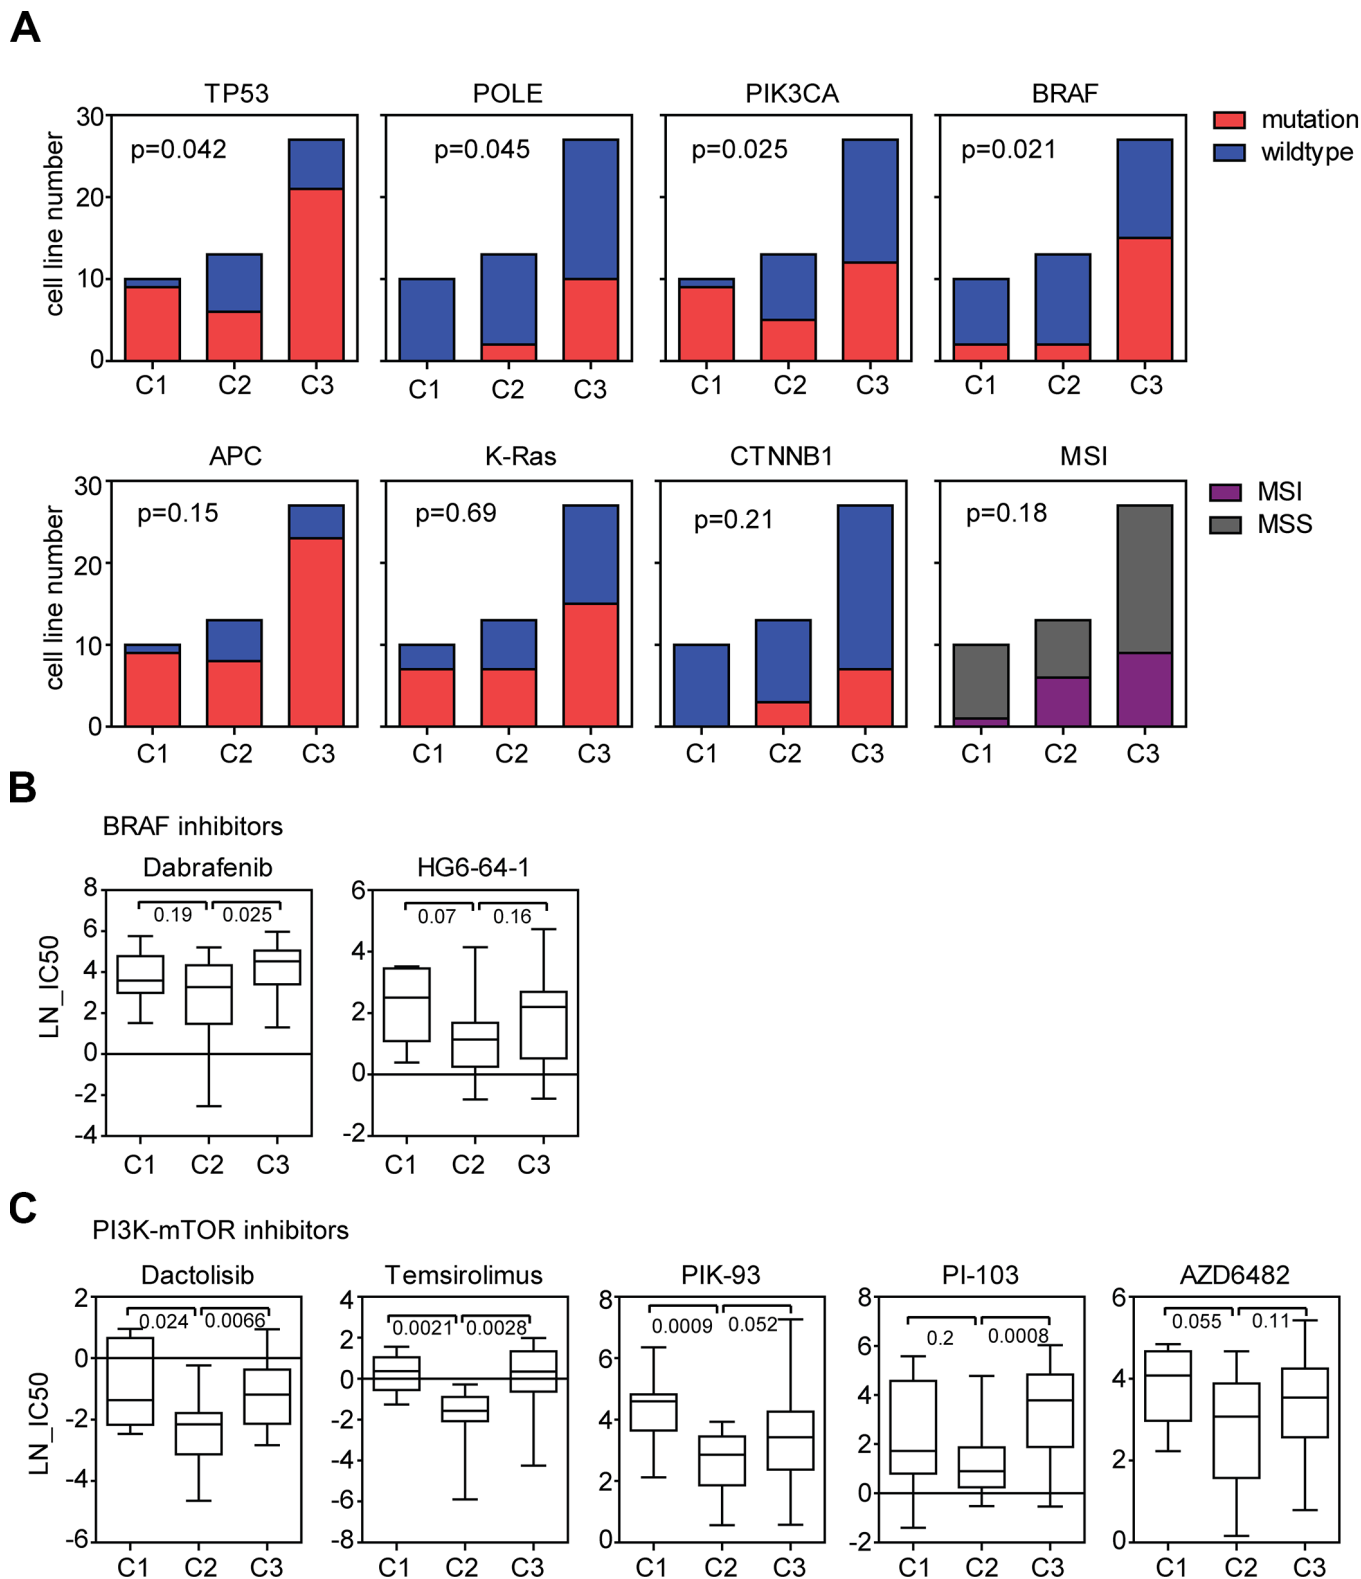 A
TP53 POLE PIK3CA BRAF
mutation
wildtype
cell line number
30
20
10
0
p=0.042 p=0.045 p=0.025 p=0.021
C1 C2 C3 C1 C2 C3 C1 C2 C3 C1 C2 C3
APC K-Ras CTNNB1 MSI
MSI
MSS
cell line number
30
20
10
0
p=0.15 p=0.69 p=0.21 p=0.18
C1 C2 C3 C1 C2 C3 C1 C2 C3 C1 C2 C3
B
BRAF inhibitors
Dabrafenib HG6-64-1
LN_IC50
8
6
4
2
0
-2
-4
0.19 0.025
C1 C2 C3
6
4
2
0
-2
0.07 0.16
C1 C2 C3
C
PI3K-mTOR inhibitors
Dactolisib Temsirolimus PIK-93 PI-103 AZD6482
LN_IC50
2
0
-2
-4
-6
0.024 0.0066
C1 C2 C3
4
2
0
-2
-4
-6
-8
0.0021 0.0028
C1 C2 C3
8
6
4
2
0
0.0009 0.052
C1 C2 C3
8
6
4
2
0
-2
0.2 0.0008
C1 C2 C3
6
4
2
0
0.055 0.11
C1 C2 C3